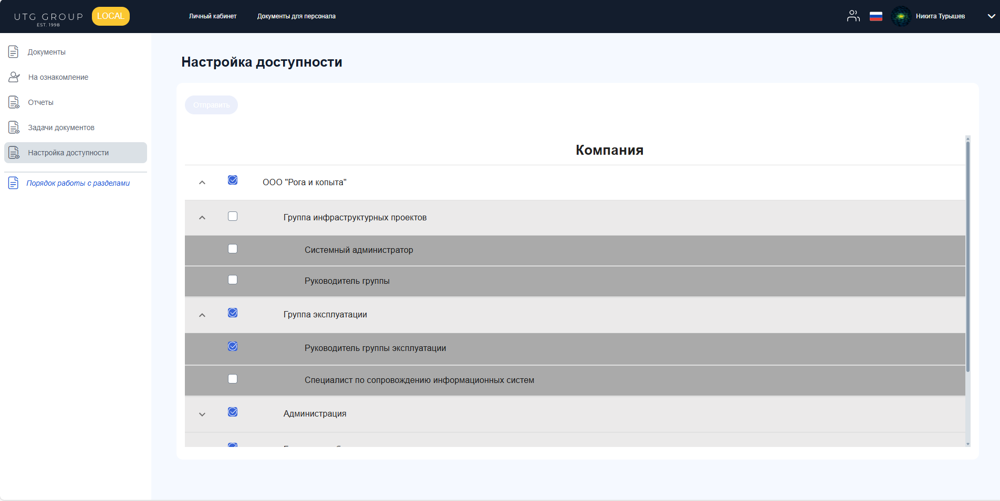 UTG GROUP
EST. 1998
LOCAL
Личный кабинет
Документы для персонала
Никита Турышев
Документы
На ознакомление
Отчеты
Задачи документов
Настройка доступности
Порядок работы с разделами
Настройка доступности
Отправить
Компания
ООО "Рога и копыта"
Группа инфраструктурных проектов
Системный администратор
Руководитель группы
Группа эксплуатации
Руководитель группы эксплуатации
Специалист по сопровождению информационных систем
Администрация